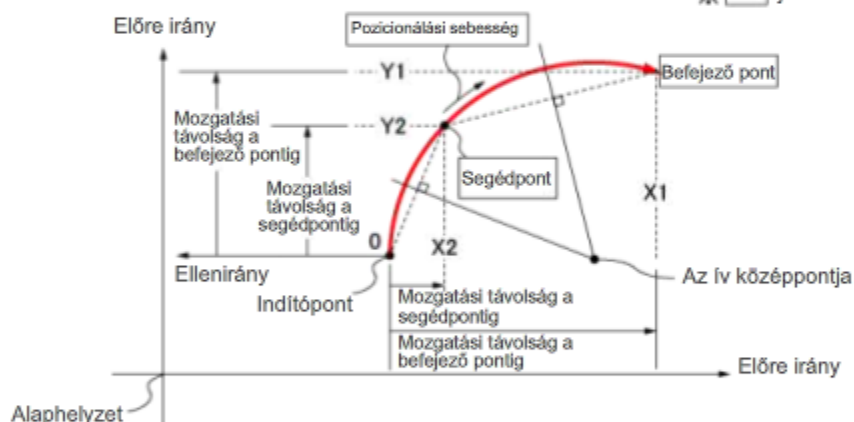 Előre irány
Pozicionálási sebesség
Y1
Befejező pont
Mozgatási
távolság a
befejező pontig
Y2
Segédpont
Mozgatási
távolság a
segédpontig
X1
0
X2
Ellenirány
Indítópont
Az ív középpontja
Mozgatási távolság a
segédpontig
Mozgatási távolság a
befejező pontig
Előre irány
Alaphelyzet